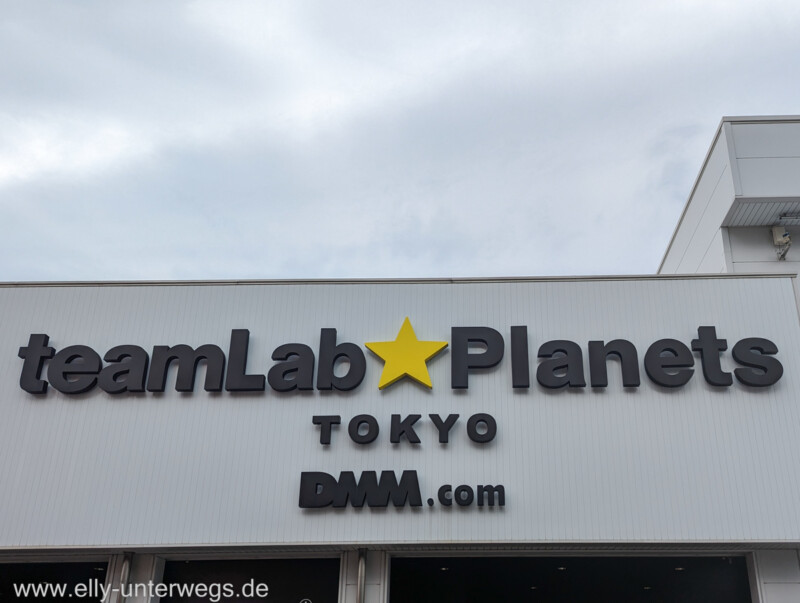 teamLab★Planets
TOKYO
DMM.com
www.elly-unterwegs.de